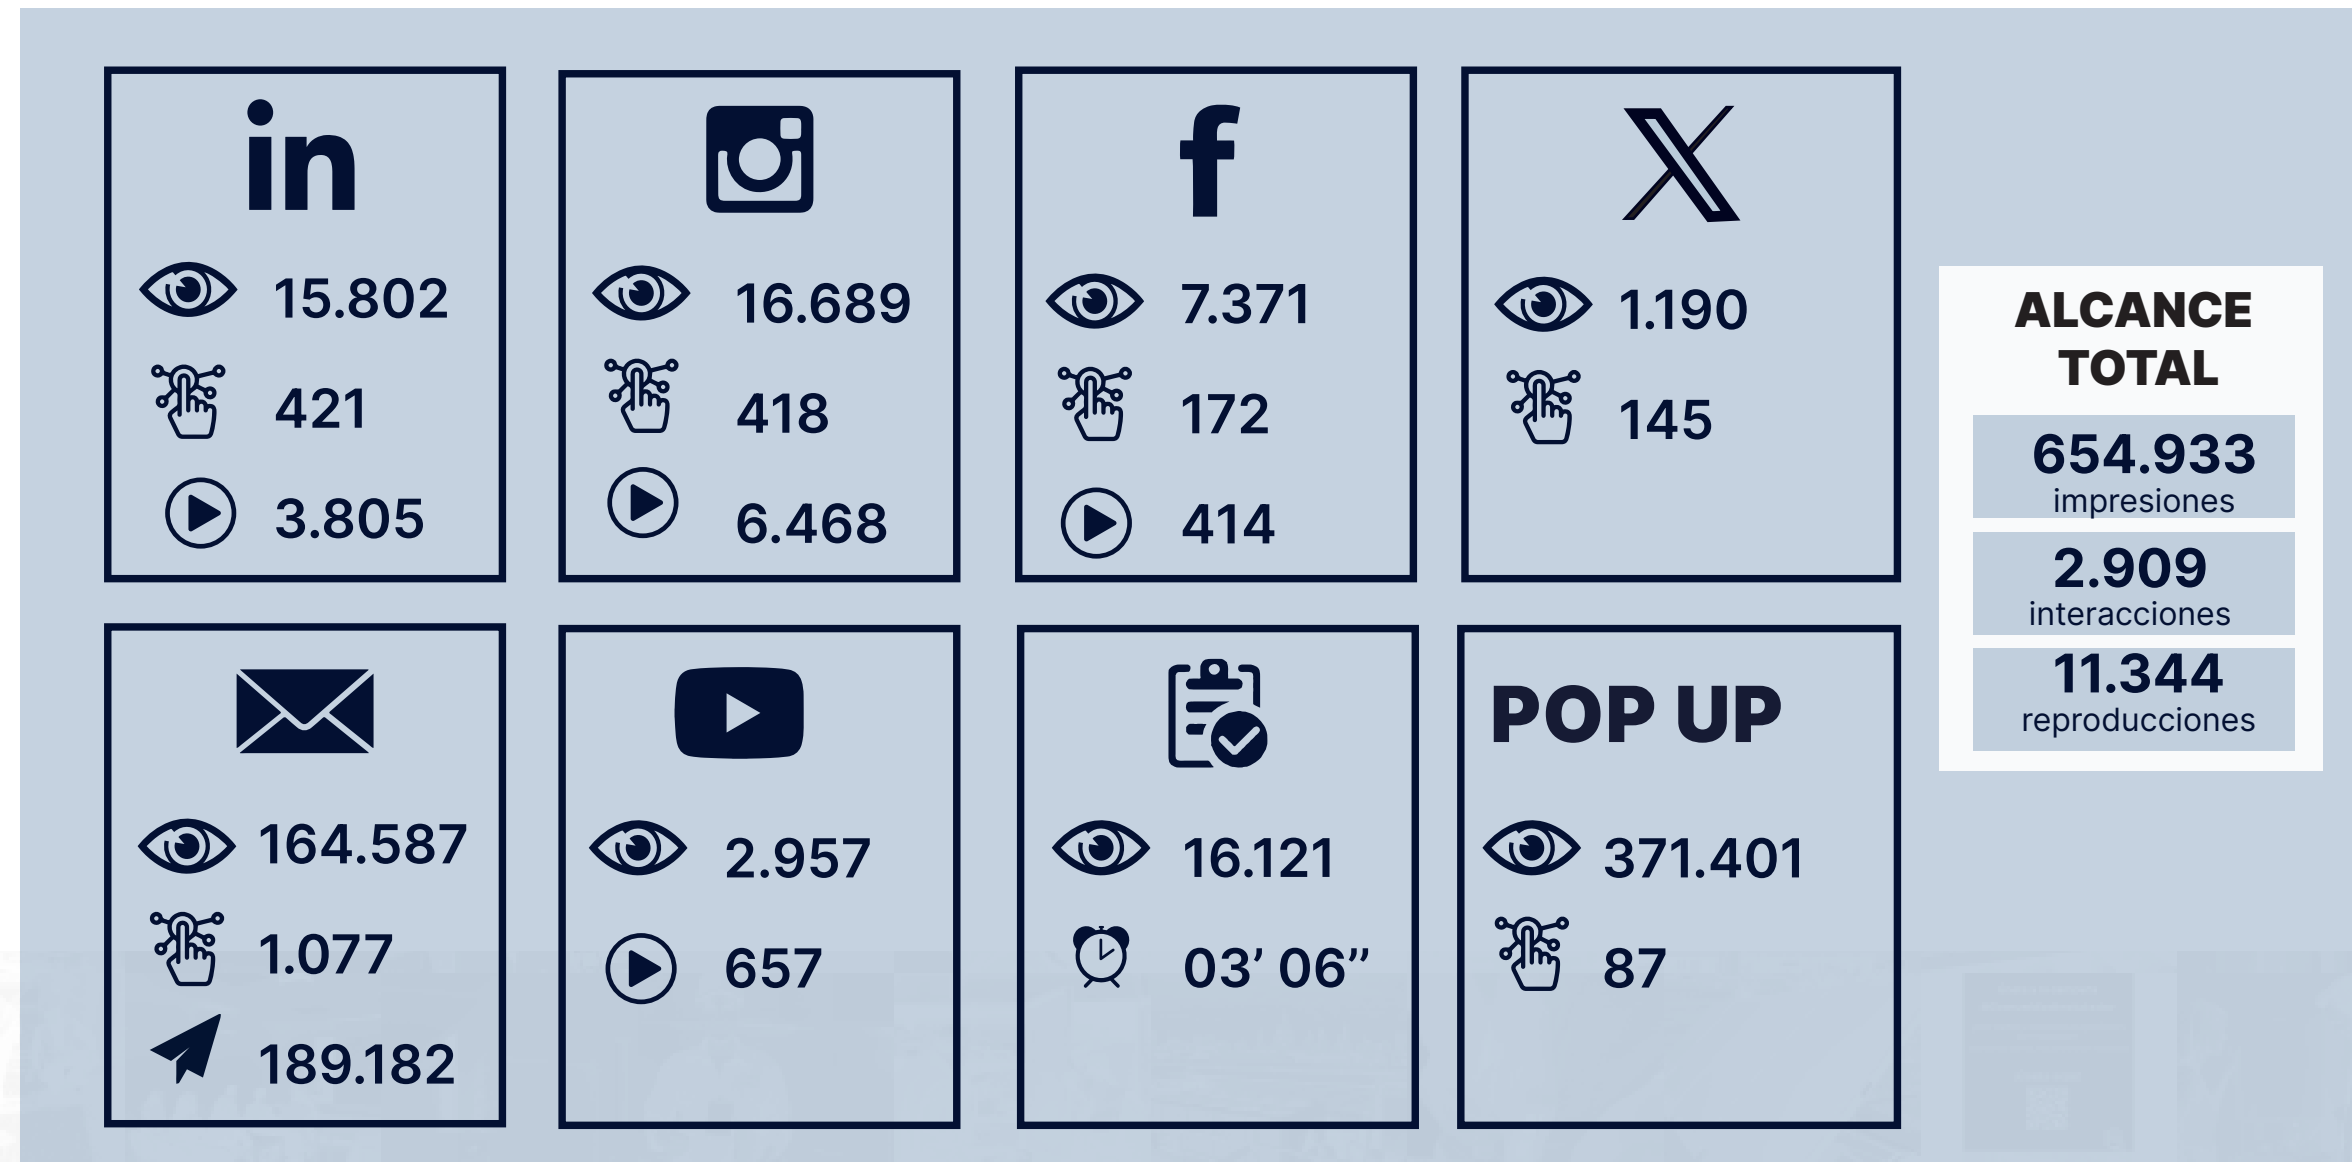 in
15.802
421
3.805
16.689
418
6.468
f
7.371
172
414
X
1.190
145
164.587
1.077
189.182
2.957
657
16.121
03’ 06’’
POP UP
371.401
87
ALCANCE
TOTAL
654.933
impresiones
2.909
interacciones
11.344
reproducciones